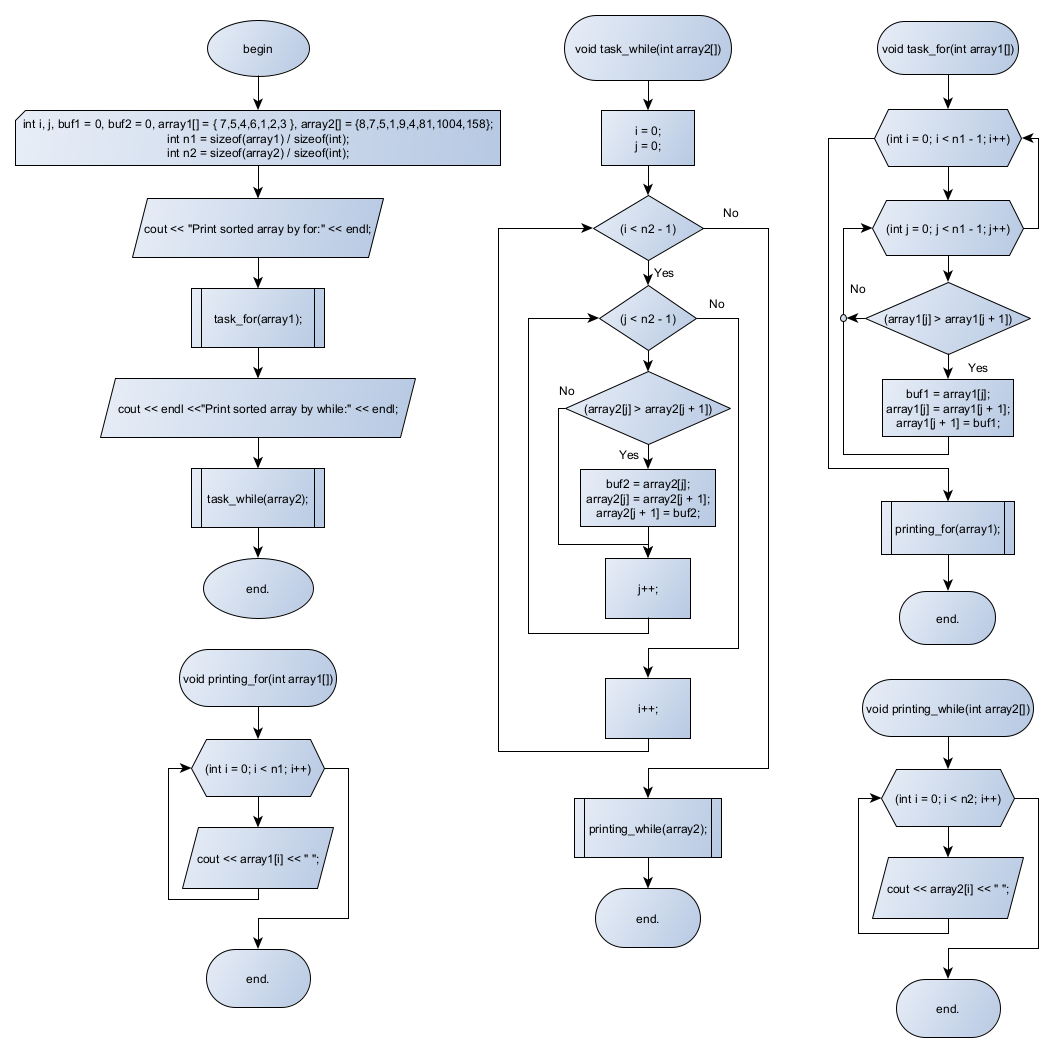 begin
int i, j, buf1 = 0, buf2 = 0, array1[] = { 7,5,4,6,1,2,3 }, array2[] = {8,7,5,1,9,4,81,1004,158};
int n1 = sizeof(array1) / sizeof(int);
int n2 = sizeof(array2) / sizeof(int);
cout << "Print sorted array by for:" << endl;
task_for(array1);
cout << endl <<"Print sorted array by while:" << endl;
task_while(array2);
end.
void printing_for(int array1[])
(int i = 0; i < n1; i++)
cout << array1[i] << " ";
end.
void task_while(int array2[])
i = 0;
j = 0;
(i < n2 - 1)
No
Yes
(j < n2 - 1)
No
(array2[j] > array2[j + 1])
No
Yes
buf2 = array2[j];
array2[j] = array2[j + 1];
array2[j + 1] = buf2;
j++;
i++;
printing_while(array2);
end.
void task_for(int array1[])
(int i = 0; i < n1 - 1; i++)
(int j = 0; j < n1 - 1; j++)
No
(array1[j] > array1[j + 1])
Yes
buf1 = array1[j];
array1[j] = array1[j + 1];
array1[j + 1] = buf1;
printing_for(array1);
end.
void printing_while(int array2[])
(int i = 0; i < n2; i++)
cout << array2[i] << " ";
end.